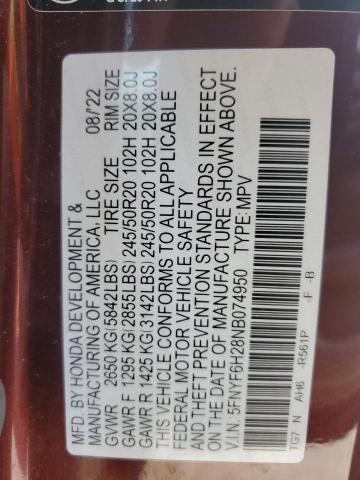 MFD. BY HONDA DEVELOPMENT &
MANUFACTURING OF AMERICA, LLC 08/'22
GVWR 2650 KG(5842LBS) TIRE SIZE RIM SIZE
GAWR F 1295 KG(2855LBS)245/50R20 102H 20X8.0J
GAWR R 1425 KG(3142LBS)245/50R20 102H 20X8.0J
THIS VEHICLE CONFORMS TO ALL APPLICABLE
FEDERAL MOTOR VEHICLE SAFETY
AND THEFT PREVENTION STANDARDS IN EFFECT
ON THE DATE OF MANUFACTURE SHOWN ABOVE.
V.I.N: 5FNYF6H28NB074950 TYPE: MPV
TG7 N AH6 -R561P -F -B